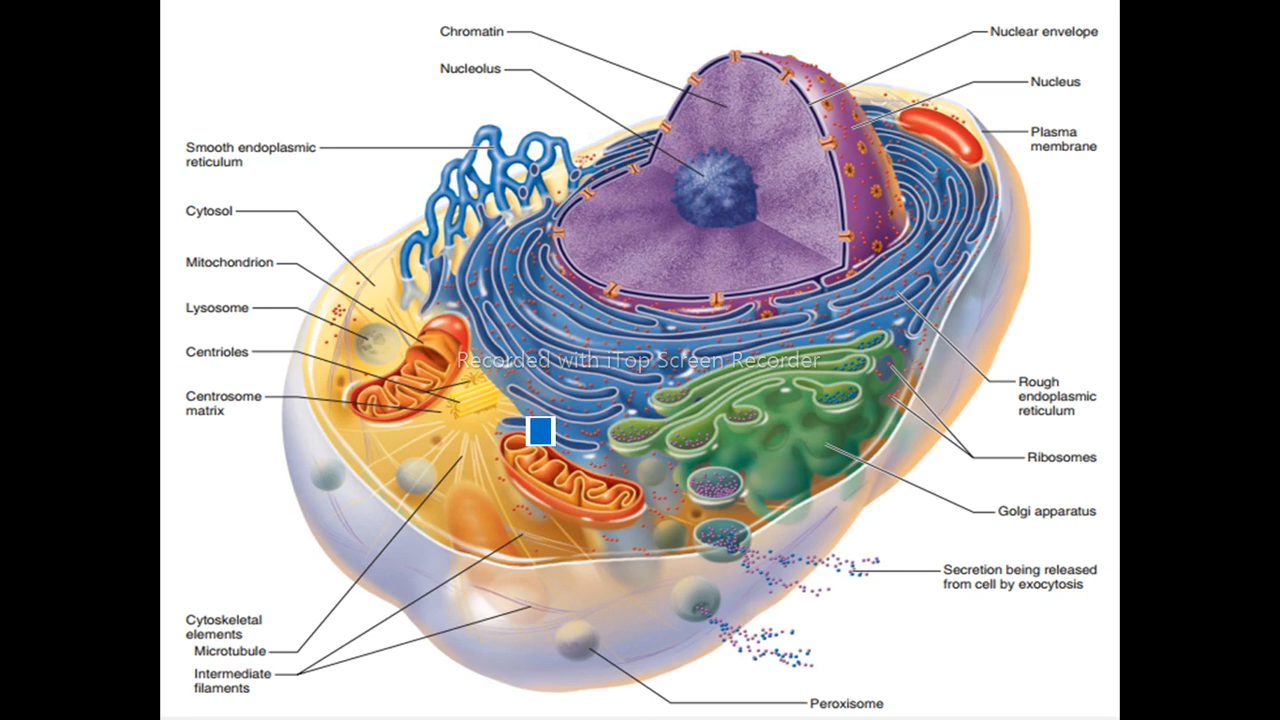 Chromatin
Nucleolus
Smooth endoplasmic
reticulum
Cytosol
Mitochondrion
Lysosome
Centrioles
Centrosome
matrix
Cytoskeletal
elements
Microtubule
Intermediate
filaments
Nuclear envelope
Nucleus
Plasma
membrane
Recorded with iTop Screen Recorder
Rough
endoplasmic
reticulum
Ribosomes
Golgi apparatus
Secretion being released
from cell by exocytosis
Peroxisome